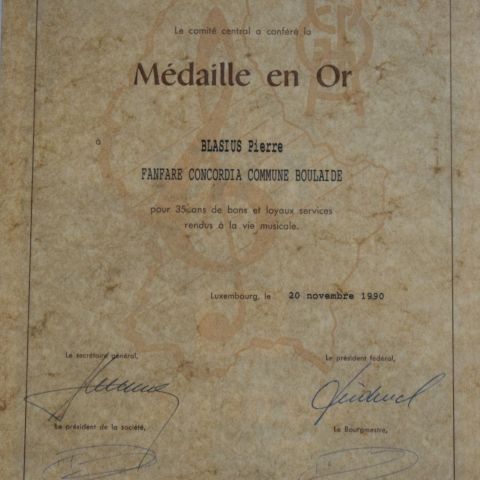 Le comité central a conféré la
Médaille en Or
à BLASIUS Pierre
FANFARE CONCORDIA COMMUNE BOULAIDE
pour 35 ans de bons et loyaux services
rendus à la vie musicale.
Luxembourg, le 20 novembre 1990
Le secrétaire général, Le président fédéral,
Le président de la société, Le Bourgmestre,